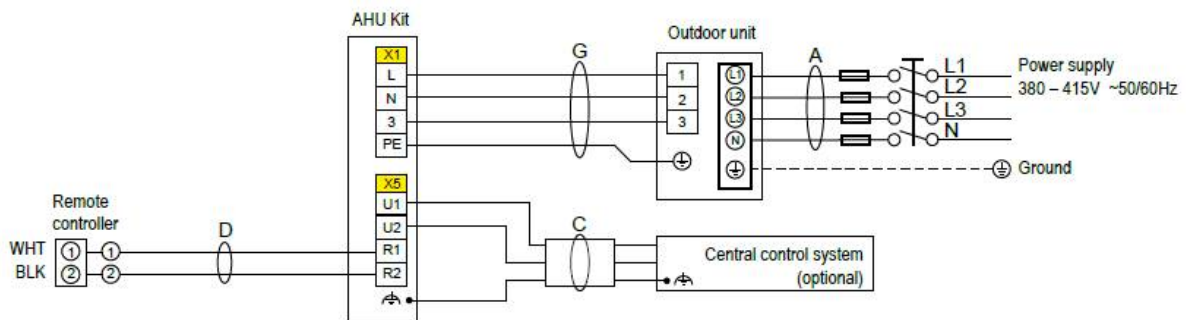 AHU Kit
Outdoor unit
X1
L
N
3
PE
G
1
2
3
L1
L2
L3
N
A
L1
L2
L3
N
Power supply
380 – 415V ~50/60Hz
Ground
X5
U1
U2
R1
R2
Remote
controller
WHT 1 1
BLK 2 2
D
C
Central control system
(optional)